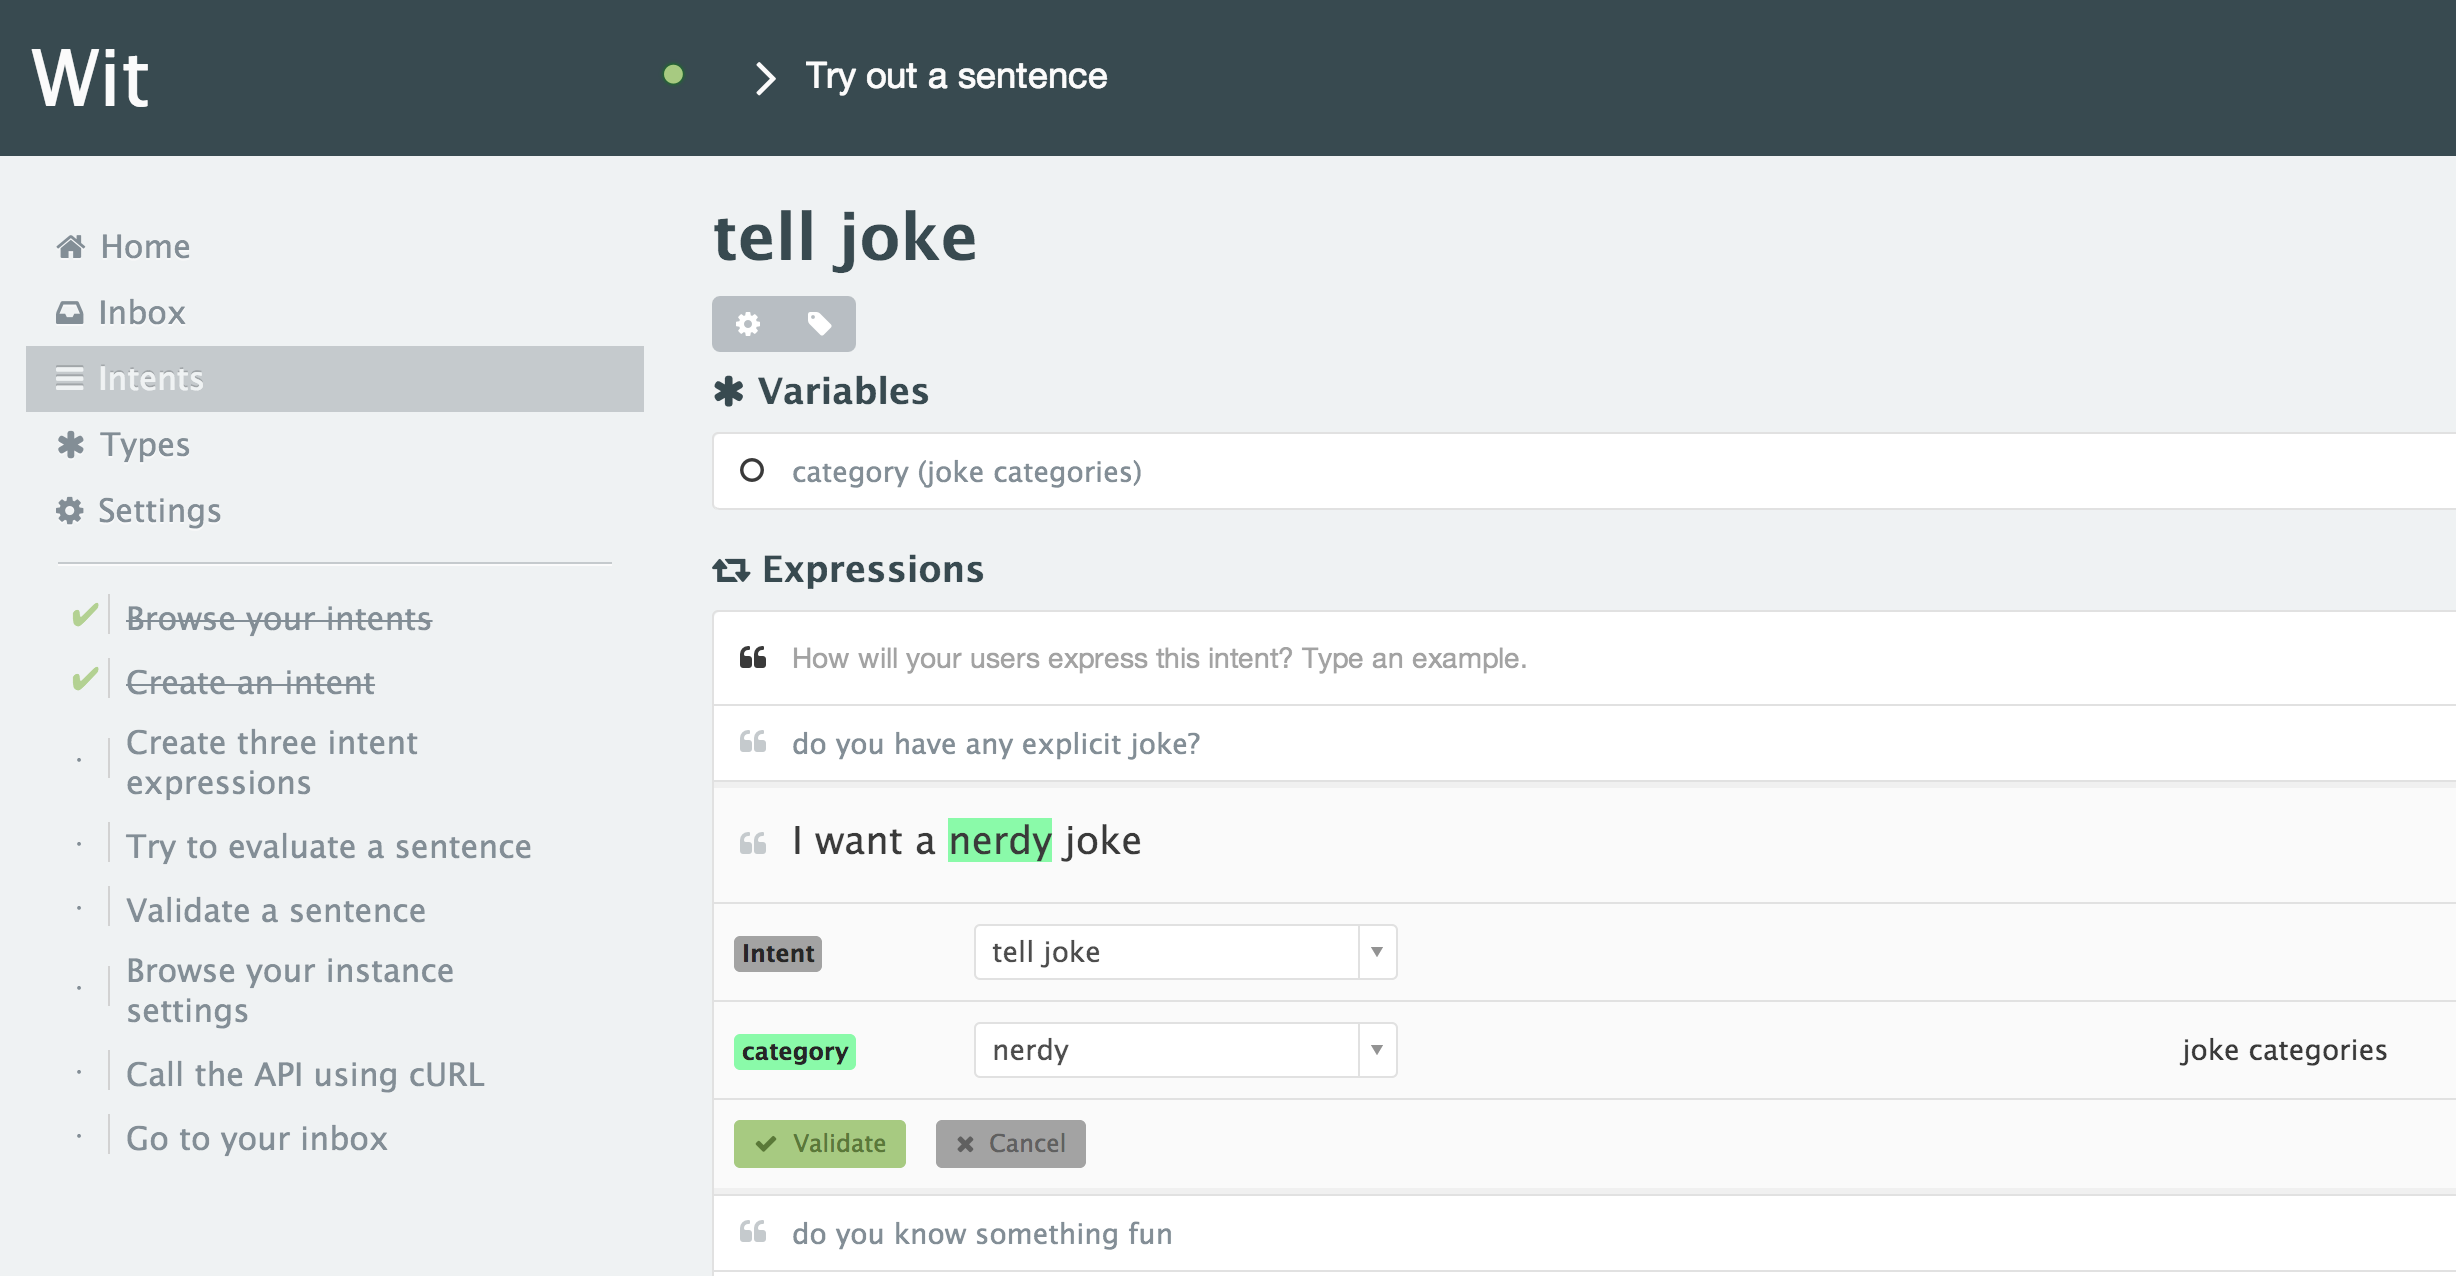 Wit
Try out a sentence
Home
Inbox
Intents
Types
Settings
Browse your intents
Create an intent
Create three intent
expressions
Try to evaluate a sentence
Validate a sentence
Browse your instance
settings
Call the API using cURL
Go to your inbox
tell joke
Variables
category (joke categories)
Expressions
How will your users express this intent? Type an example.
do you have any explicit joke?
I want a nerdy joke
Intent tell joke
category nerdy joke categories
Validate Cancel
do you know something fun